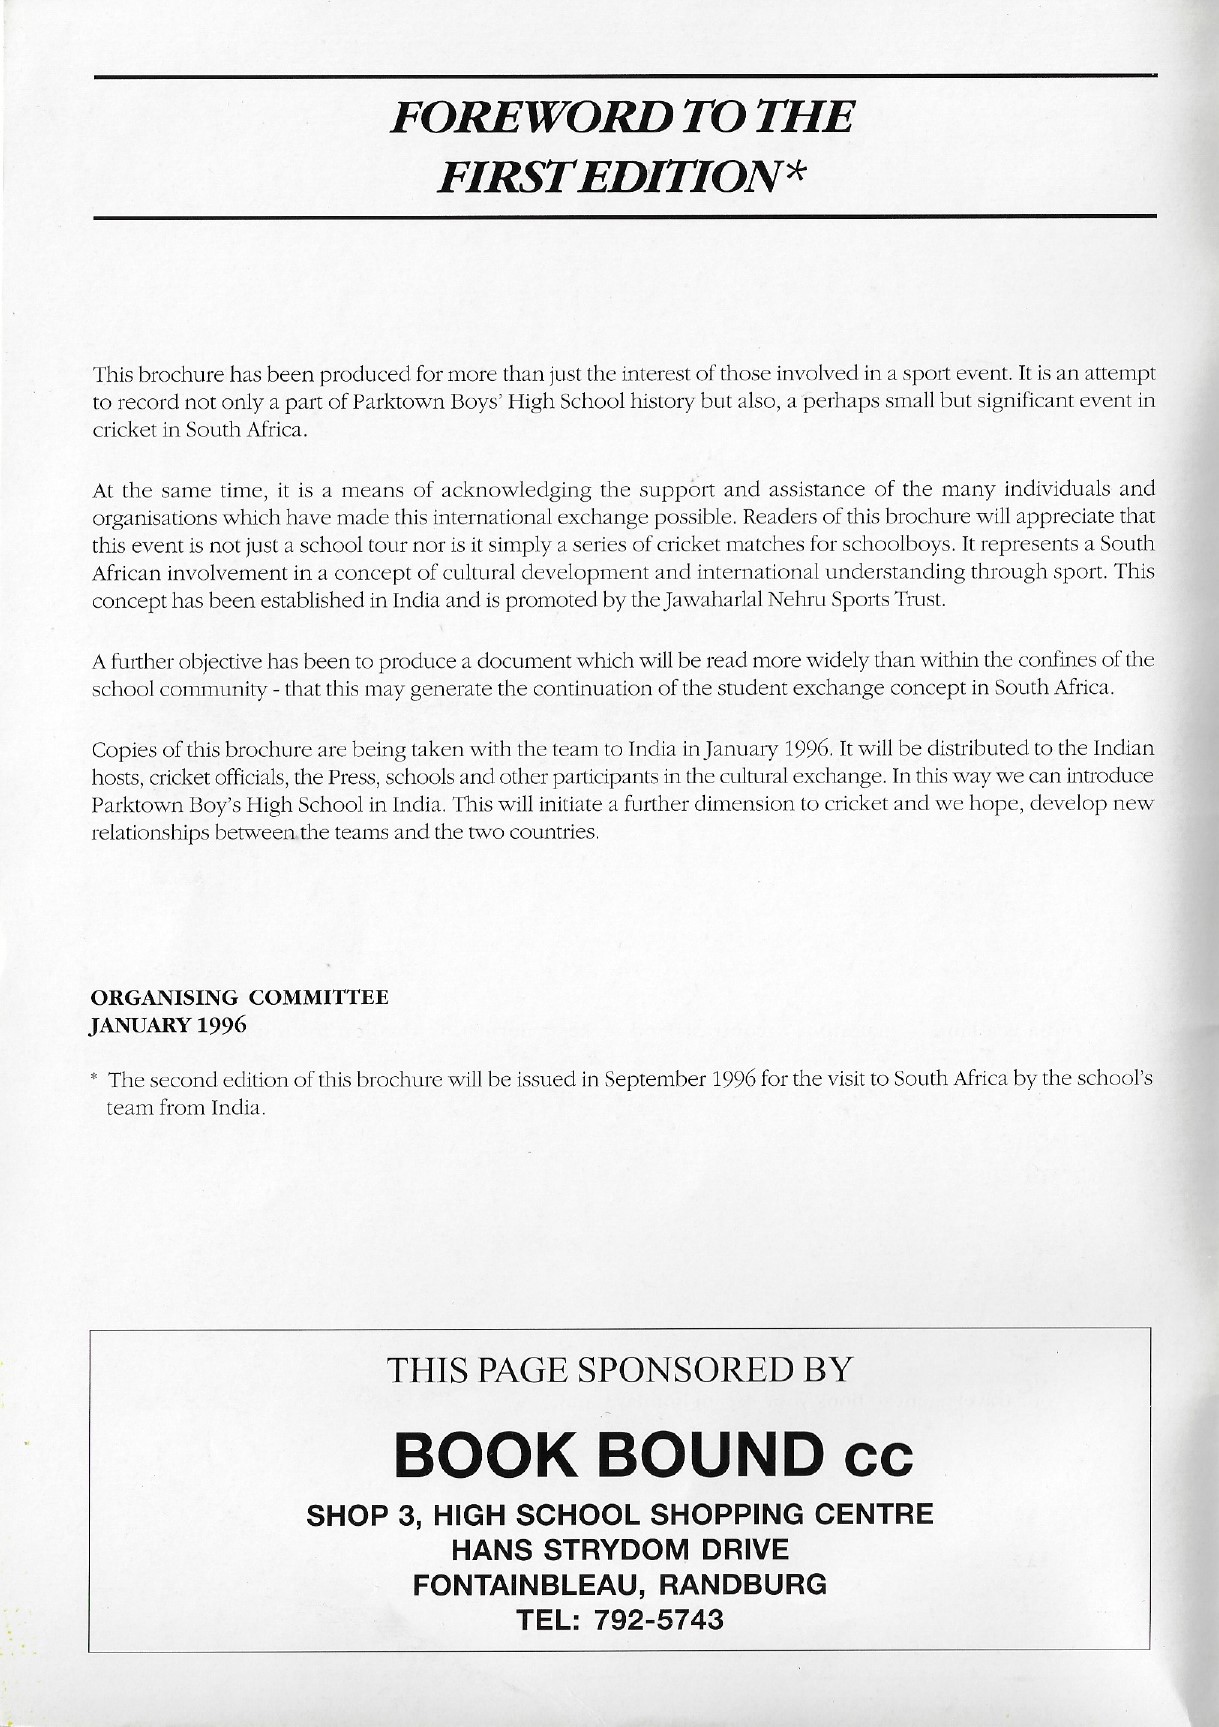 FOREWORD TO THE
FIRST EDITION*
This brochure has been produced for more than just the interest of those involved in a sport event. It is an attempt
to record not only a part of Parktown Boys' High School history but also, a perhaps small but significant event in
cricket in South Africa.
At the same time, it is a means of acknowledging the support and assistance of the many individuals and
organisations which have made this international exchange possible. Readers of this brochure will appreciate that
this event is not just a school tour nor is it simply a series of cricket matches for schoolboys. It represents a South
African involvement in a concept of cultural development and international understanding through sport. This
concept has been established in India and is promoted by the Jawaharlal Nehru Sports Trust.
A further objective has been to produce a document which will be read more widely than within the confines of the
school community - that this may generate the continuation of the student exchange concept in South Africa.
Copies of this brochure are being taken with the team to India in January 1996. It will be distributed to the Indian
hosts, cricket officials, the Press, schools and other participants in the cultural exchange. In this way we can introduce
Parktown Boy's High School in India. This will initiate a further dimension to cricket and we hope, develop new
relationships between the teams and the two countries.
ORGANISING COMMITTEE
JANUARY 1996
* The second edition of this brochure will be issued in September 1996 for the visit to South Africa by the school's
team from India.
THIS PAGE SPONSORED BY
BOOK BOUND cc
SHOP 3, HIGH SCHOOL SHOPPING CENTRE
HANS STRYDOM DRIVE
FONTAINBLEAU, RANDBURG
TEL: 792-5743